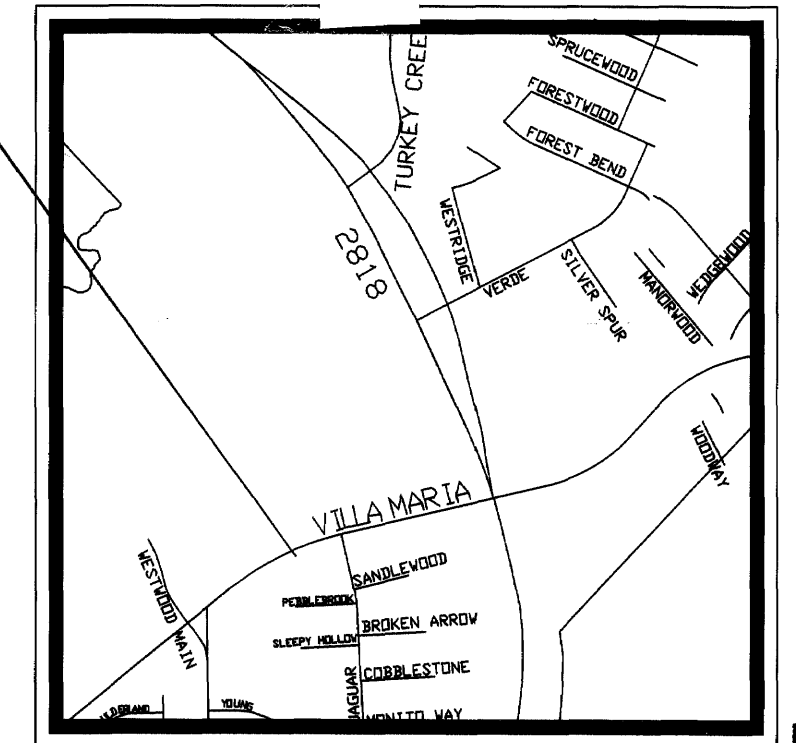 SPRUCEWOOD
TURKEY CREE
FORESTWOOD
FOREST BEND
WESTRIDGE
2818
WEDGEWOOD
SILVER SPUR
MANORWOOD
VERDE
WOODWAY
VILLA MARIA
WESTWOOD MAIN
SANDLEWOOD
PEBBLEBROOK
BROKEN ARROW
SLEEPY HOLLOW
COBBLESTONE
JAGUAR
YOUNG